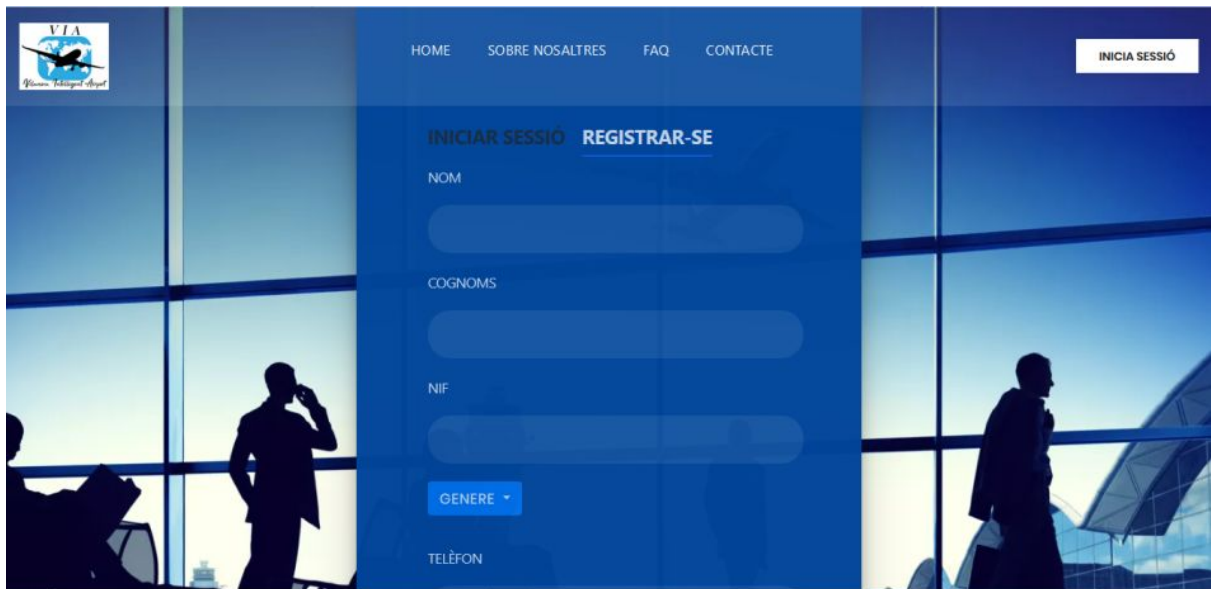 VIA
HOME SOBRE NOSALTRES FAQ CONTACTE
INICIA SESSIÓ
INICIAR SESSIÓ REGISTRAR-SE
NOM
COGNOMS
NIF
GENERE
TELÈFON